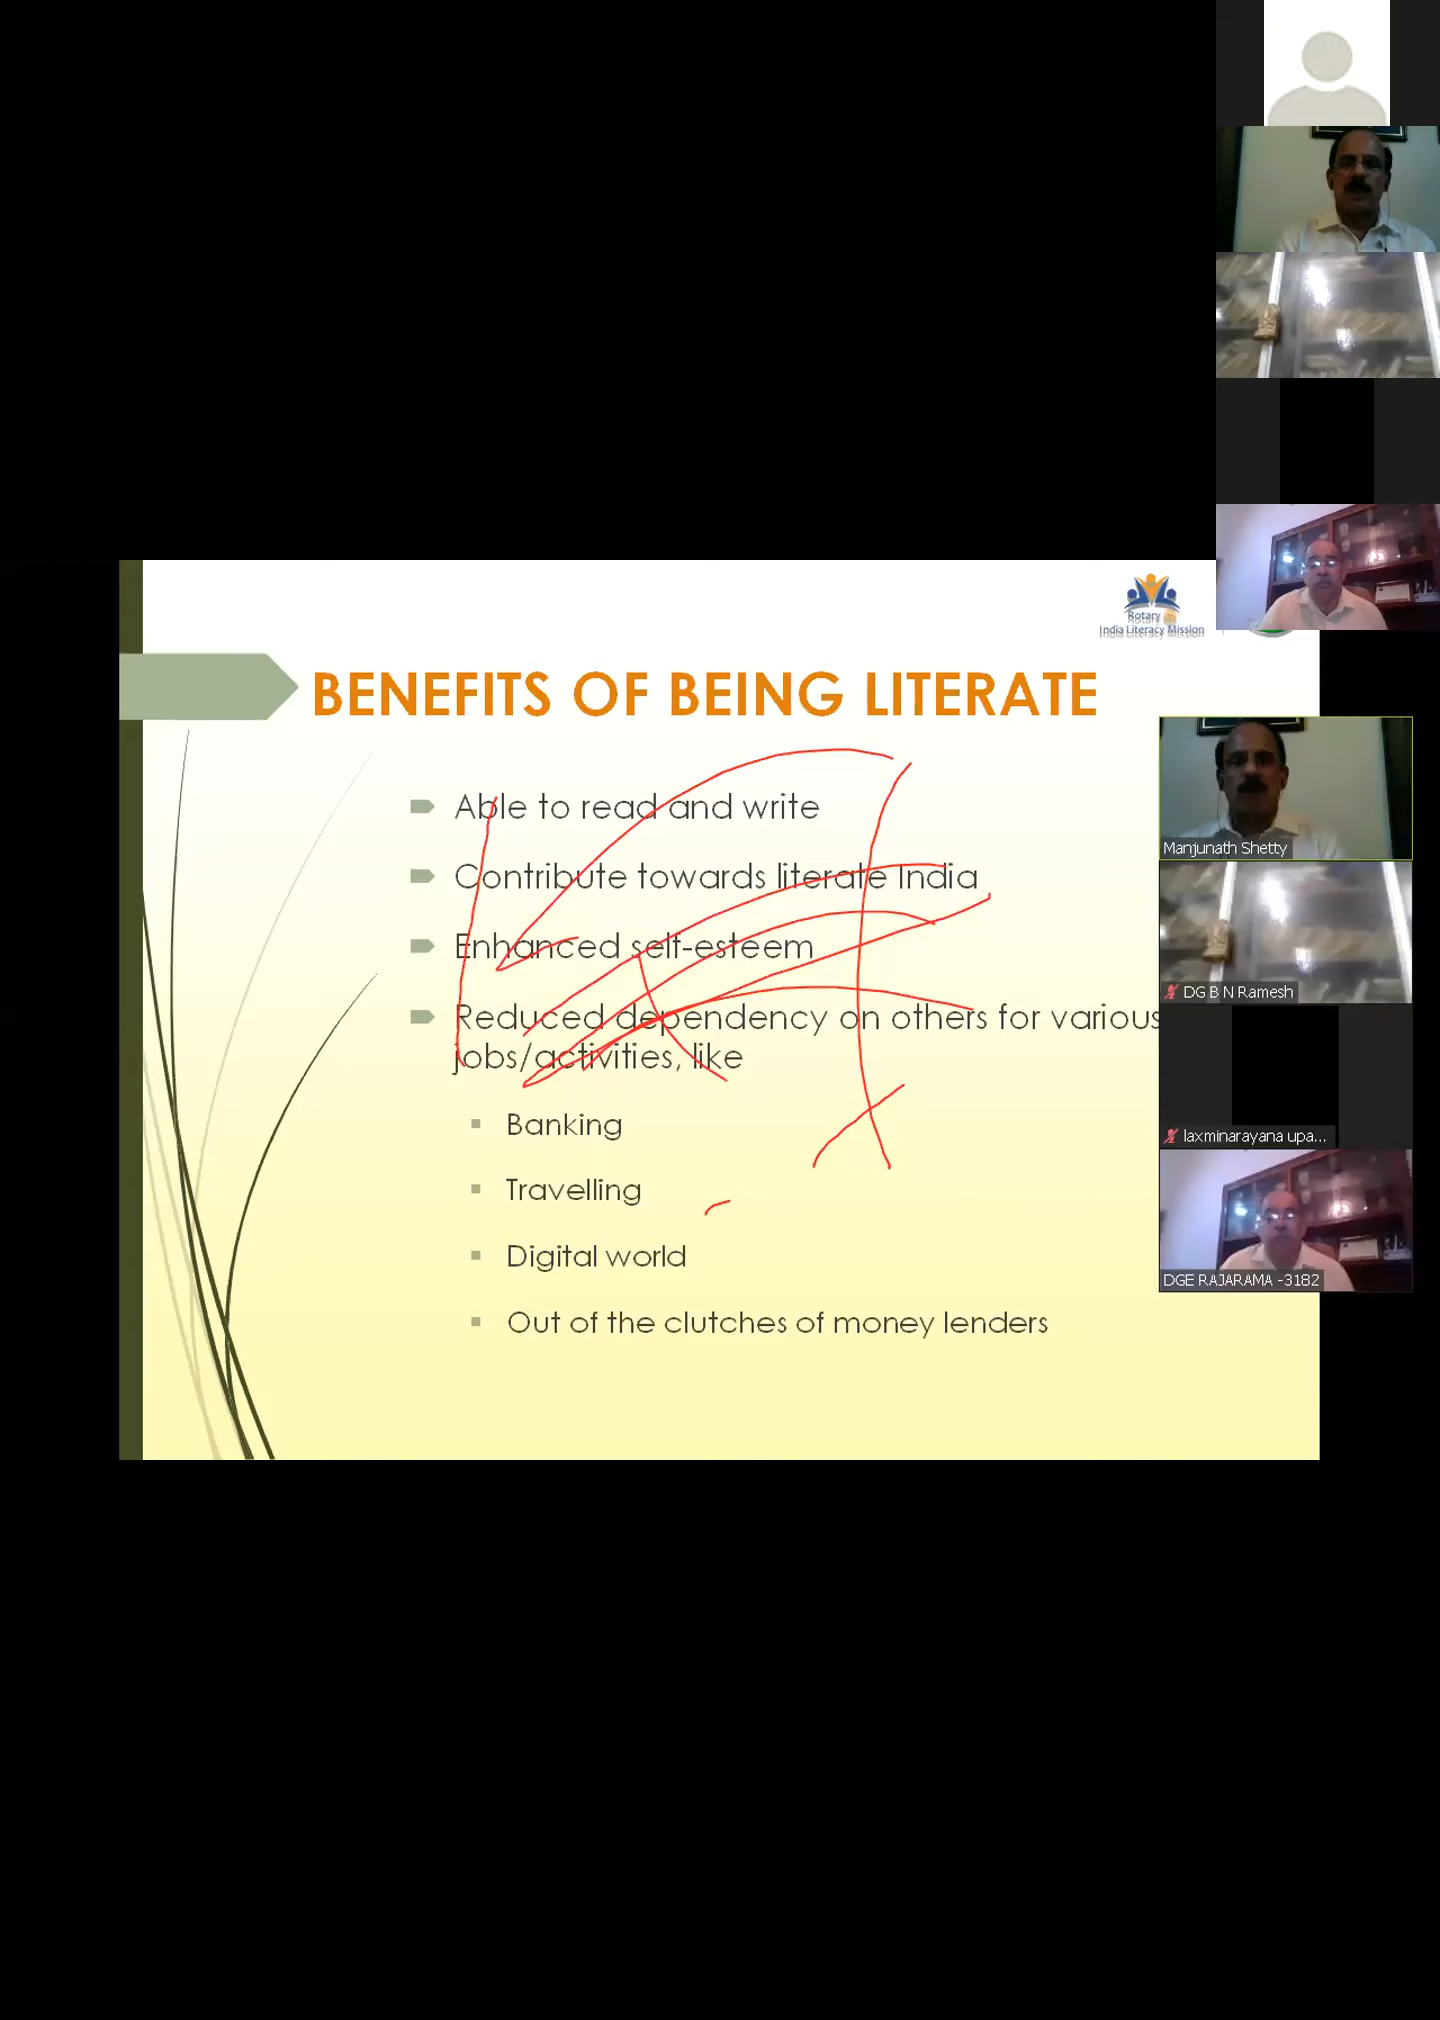 Rotary
India Literacy Mission
BENEFITS OF BEING LITERATE
Able to read and write
Contribute towards literate India
Enhanced self-esteem
Reduced dependency on others for various
jobs/activities, like
Banking
Travelling
Digital world
Out of the clutches of money lenders
Manjunath Shetty
DG B N Ramesh
laxminarayana upa...
DGE RAJARAMA -3182